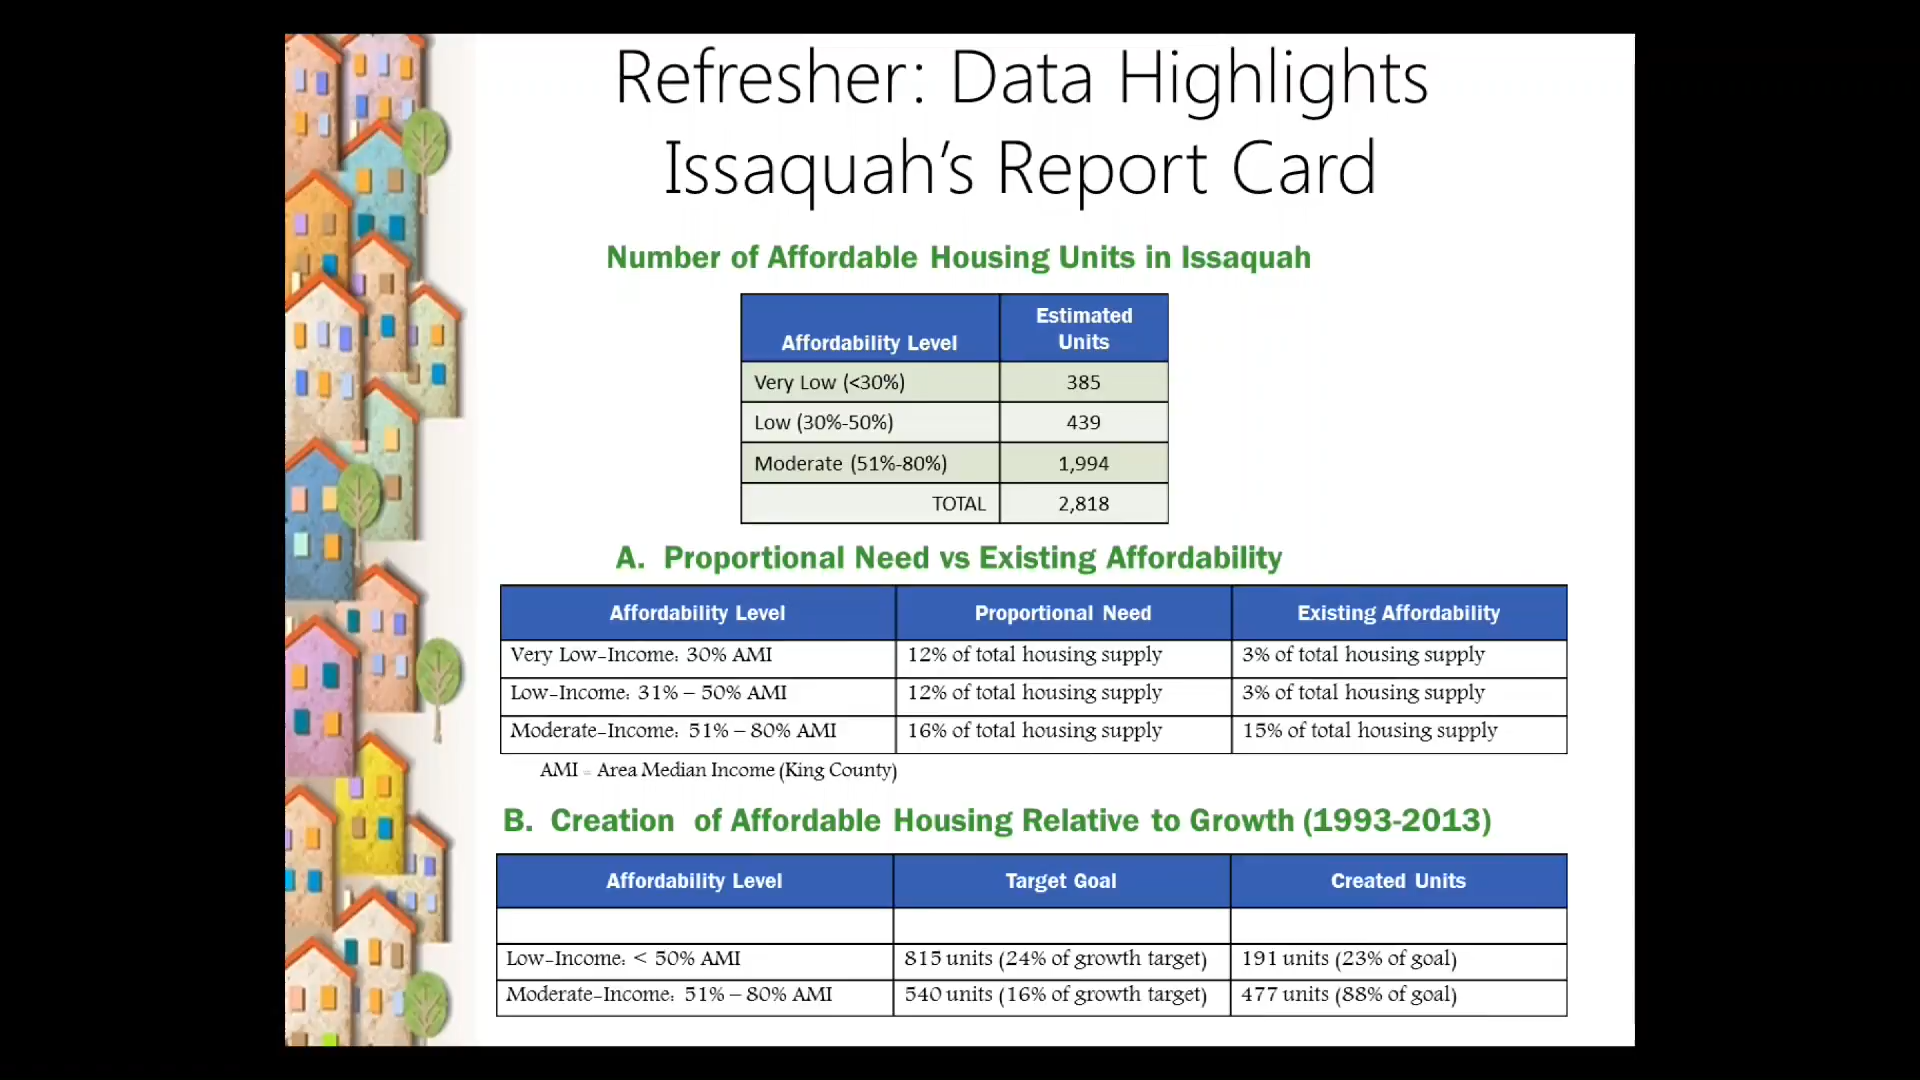 Refresher: Data Highlights
Issaquah's Report Card
Number of Affordable Housing Units in Issaquah
Affordability Level Estimated Units
Very Low (<30%) 385
Low (30%-50%) 439
Moderate (51%-80%) 1,994
TOTAL 2,818
A. Proportional Need vs Existing Affordability
Affordability Level Proportional Need Existing Affordability
Very Low-Income: 30% AMI 12% of total housing supply 3% of total housing supply
Low-Income: 31% – 50% AMI 12% of total housing supply 3% of total housing supply
Moderate-Income: 51% – 80% AMI 16% of total housing supply 15% of total housing supply
AMI = Area Median Income (King County)
B. Creation of Affordable Housing Relative to Growth (1993-2013)
Affordability Level Target Goal Created Units
Low-Income: < 50% AMI 815 units (24% of growth target) 191 units (23% of goal)
Moderate-Income: 51% – 80% AMI 540 units (16% of growth target) 477 units (88% of goal)